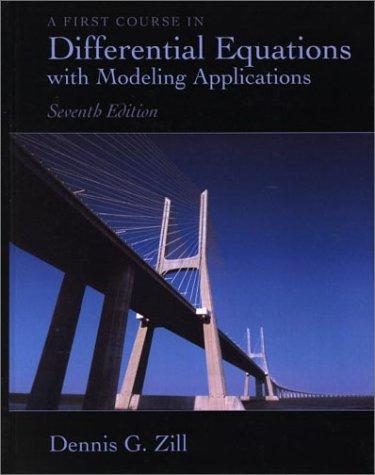 A FIRST COURSE IN
Differential Equations
with Modeling Applications
Seventh Edition
Dennis G. Zill